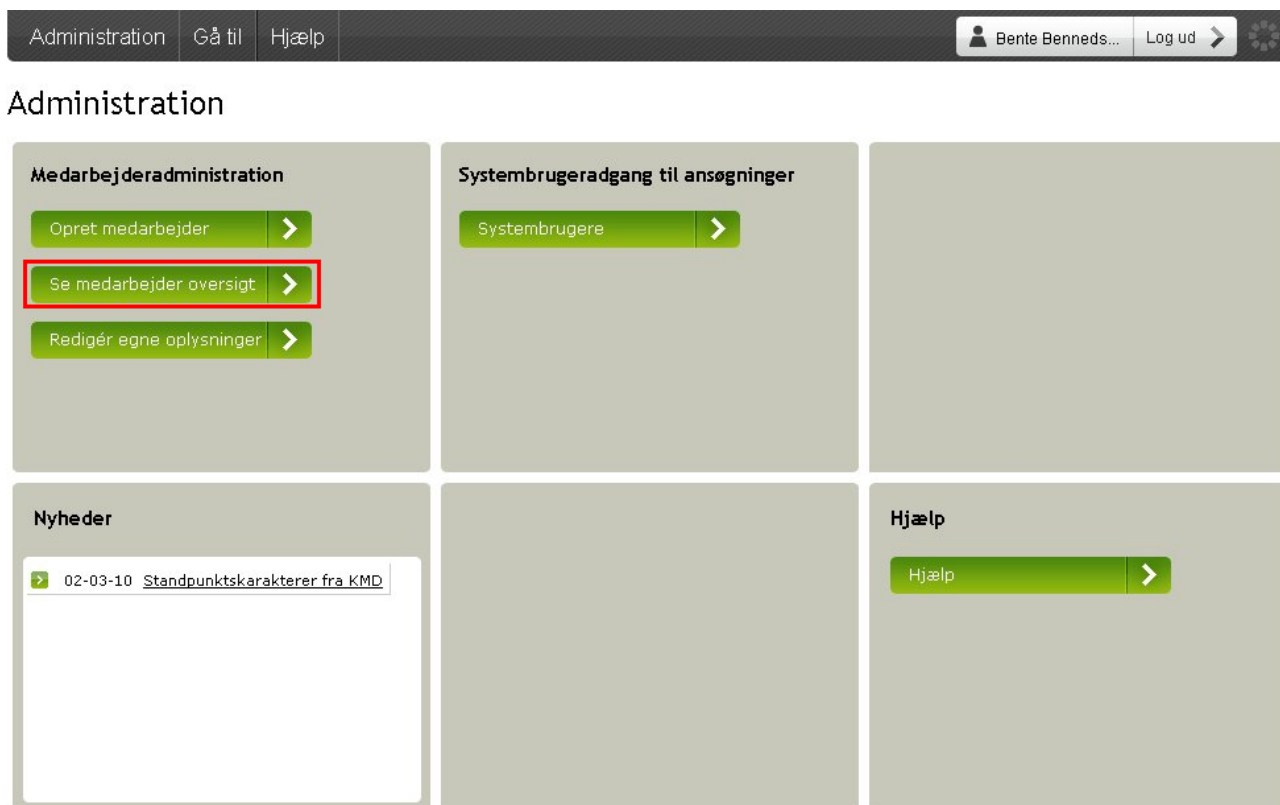 Administration Gå til Hjælp Bente Benneds... Log ud
Administration
Medarbejderadministration
Opret medarbejder
Se medarbejder oversigt
Redigér egne oplysninger
Systembrugeradgang til ansøgninger
Systembrugere
Nyheder
02-03-10 Standpunktskarakterer fra KMD
Hjælp
Hjælp